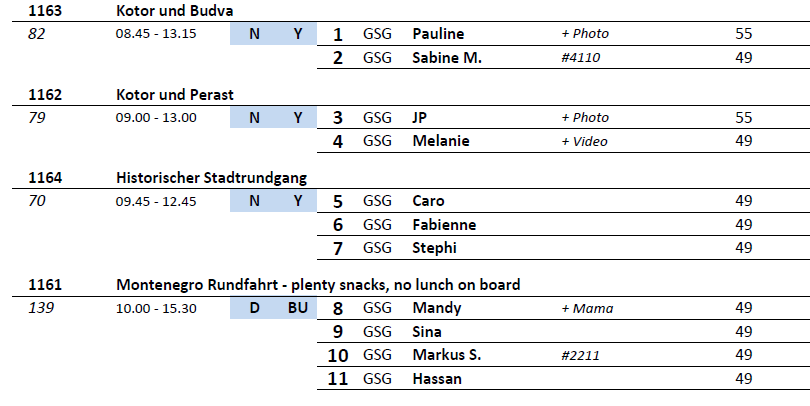 1163 Kotor und Budva
82 08.45 - 13.15 N Y 1 GSG Pauline + Photo 55
2 GSG Sabine M. #4110 49
1162 Kotor und Perast
79 09.00 - 13.00 N Y 3 GSG JP + Photo 55
4 GSG Melanie + Video 49
1164 Historischer Stadtrundgang
70 09.45 - 12.45 N Y 5 GSG Caro 49
6 GSG Fabienne 49
7 GSG Stephi 49
1161 Montenegro Rundfahrt - plenty snacks, no lunch on board
139 10.00 - 15.30 D BU 8 GSG Mandy + Mama 49
9 GSG Sina 49
10 GSG Markus S. #2211 49
11 GSG Hassan 49